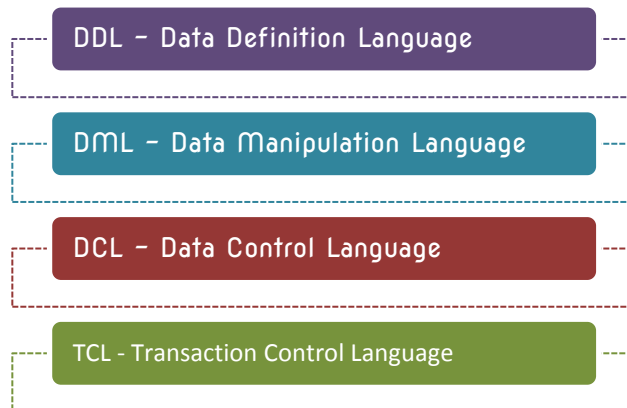 DDL – Data Definition Language
DML – Data Manipulation Language
DCL – Data Control Language
TCL - Transaction Control Language